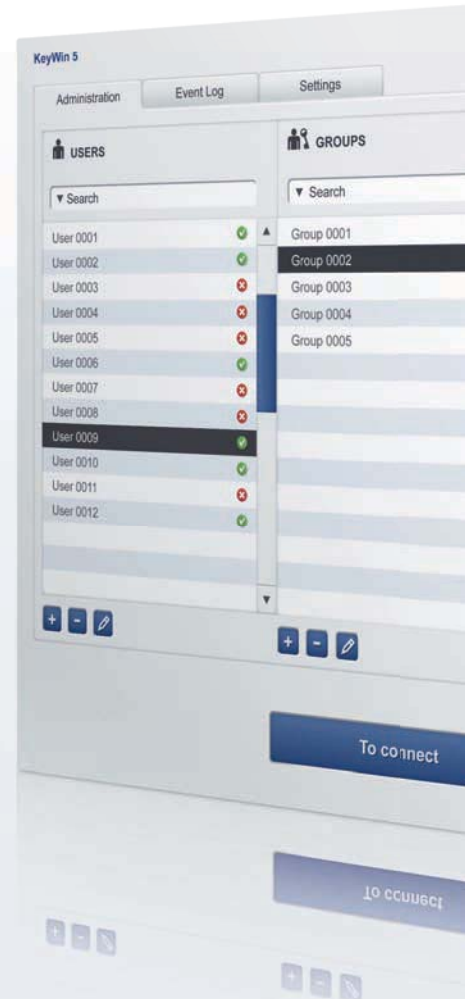 KeyWin 5
Administration
Event Log
Settings
USERS
GROUPS
▼ Search
▼ Search
User 0001
User 0002
User 0003
User 0004
User 0005
User 0006
User 0007
User 0008
User 0009
User 0010
User 0011
User 0012
Group 0001
Group 0002
Group 0003
Group 0004
Group 0005
To connect
To connect